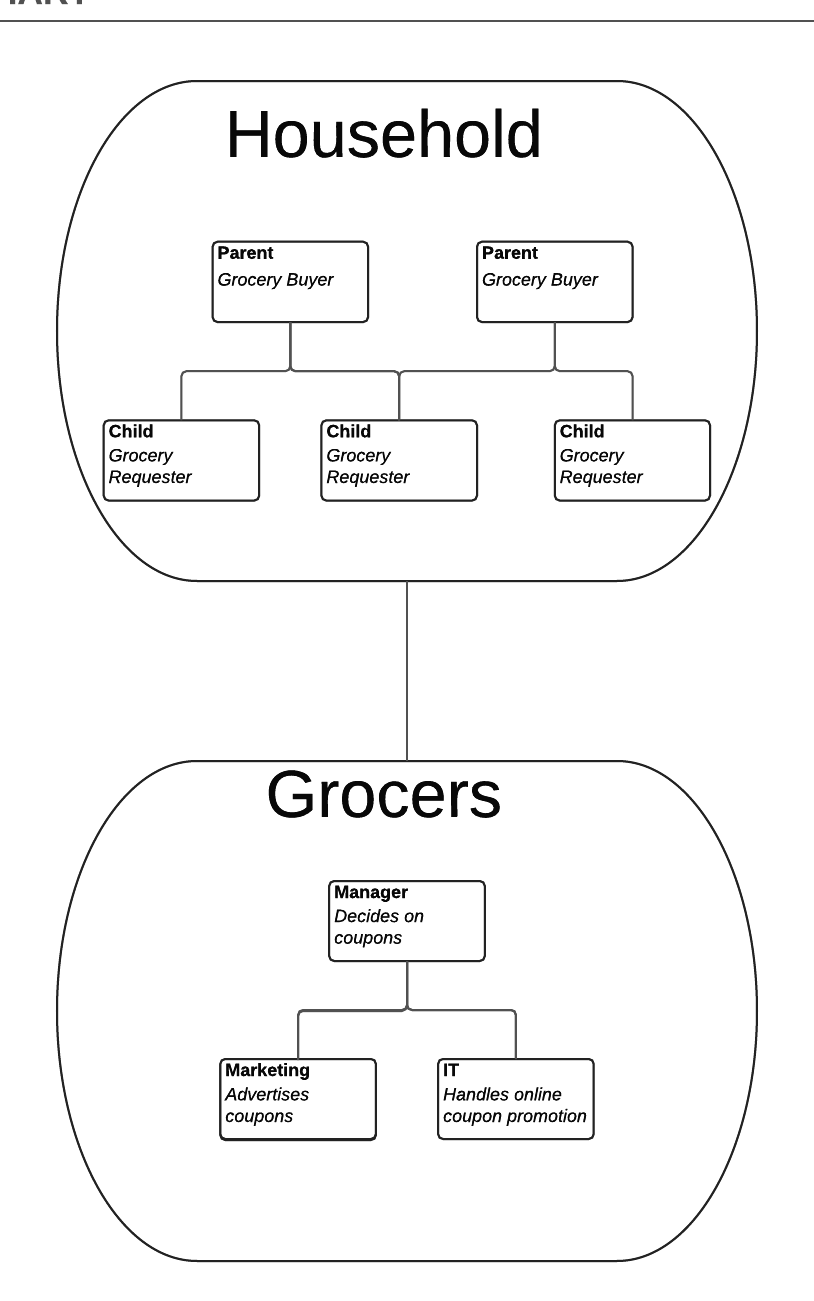 Household
Parent
Grocery Buyer
Parent
Grocery Buyer
Child
Grocery
Requester
Child
Grocery
Requester
Child
Grocery
Requester
Grocers
Manager
Decides on
coupons
Marketing
Advertises
coupons
IT
Handles online
coupon promotion